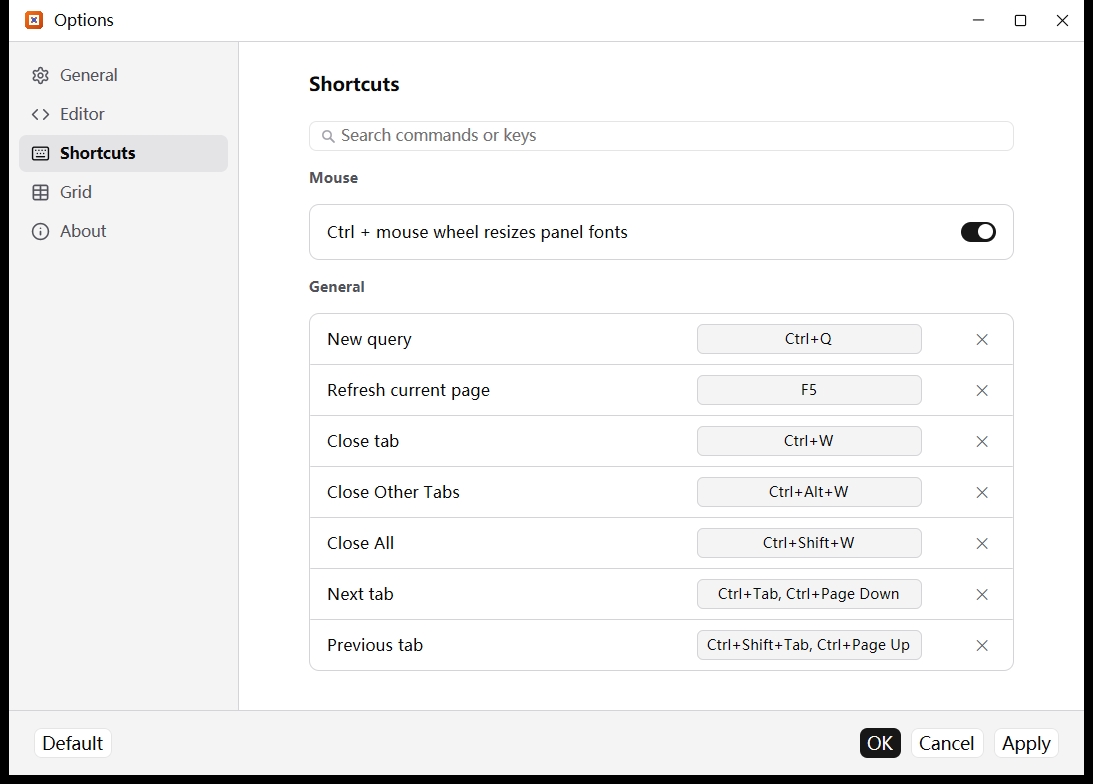 Options
General
Editor
Shortcuts
Grid
About
Shortcuts
Search commands or keys
Mouse
Ctrl + mouse wheel resizes panel fonts
General
New query Ctrl+Q
Refresh current page F5
Close tab Ctrl+W
Close Other Tabs Ctrl+Alt+W
Close All Ctrl+Shift+W
Next tab Ctrl+Tab, Ctrl+Page Down
Previous tab Ctrl+Shift+Tab, Ctrl+Page Up
Default OK Cancel Apply